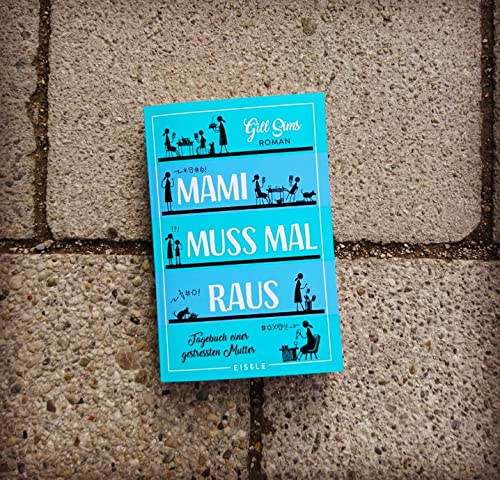 Gill Sims
ROMAN
MAMI
!!!
MUSS MAL
RAUS
Tagebuch einer
gestressten Mutter
EISELE